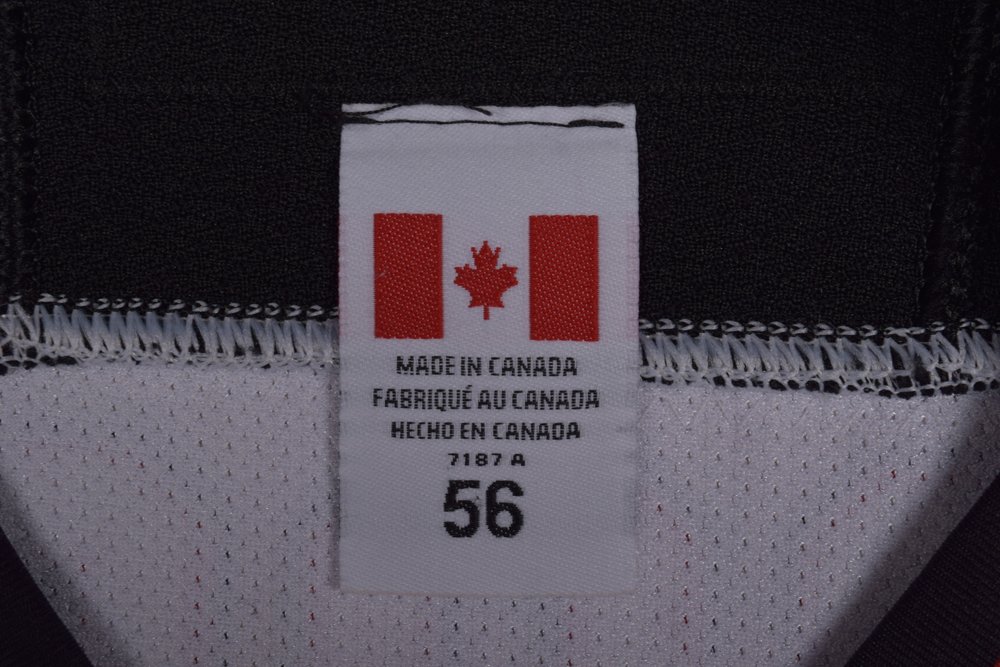 MADE IN CANADA
FABRIQUÉ AU CANADA
HECHO EN CANADA
7187 A
56